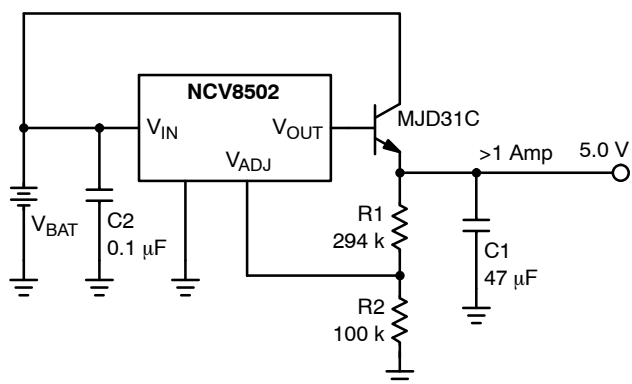 NCV8502
V_IN
V_OUT
V_ADJ
MJD31C
>1 Amp
5.0 V
V_BAT
C2
0.1 μF
R1
294 k
C1
47 μF
R2
100 k